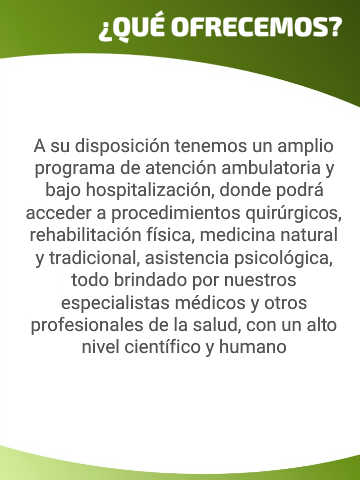 ¿QUÉ OFRECEMOS?
A su disposición tenemos un amplio
programa de atención ambulatoria y
bajo hospitalización, donde podrá
acceder a procedimientos quirúrgicos,
rehabilitación física, medicina natural
y tradicional, asistencia psicológica,
todo brindado por nuestros
especialistas médicos y otros
profesionales de la salud, con un alto
nivel científico y humano